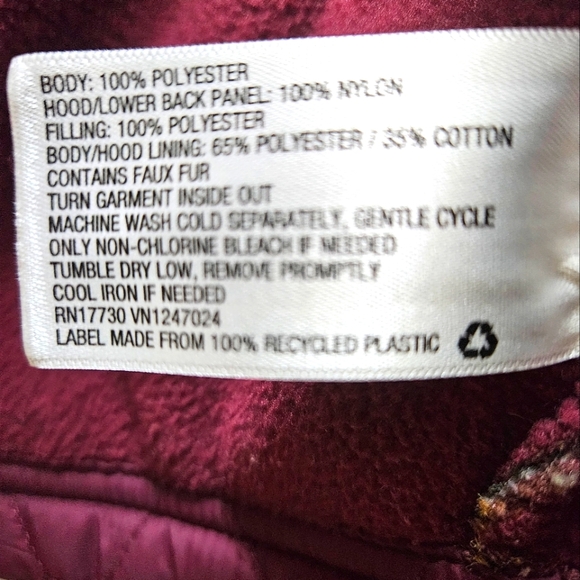 BODY: 100% POLYESTER
HOOD/LOWER BACK PANEL: 100% NYLON
FILLING: 100% POLYESTER
BODY/HOOD LINING: 65% POLYESTER / 35% COTTON
CONTAINS FAUX FUR
TURN GARMENT INSIDE OUT
MACHINE WASH COLD SEPARATELY, GENTLE CYCLE
ONLY NON-CHLORINE BLEACH IF NEEDED
TUMBLE DRY LOW, REMOVE PROMPTLY
COOL IRON IF NEEDED
RN17730 VN1247024
LABEL MADE FROM 100% RECYCLED PLASTIC